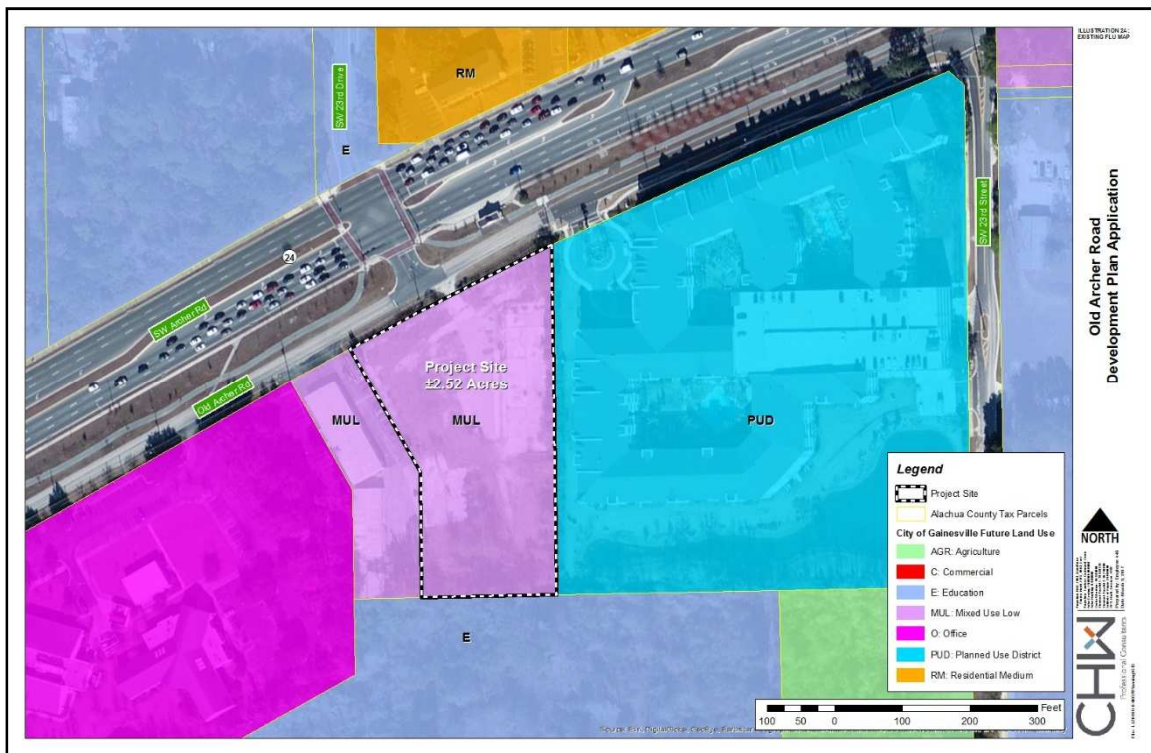 ILLUSTRATION 2A:
EXISTING FLU MAP
RM
SW 23rd Drive
E
24
SW Archer Rd
Old Archer Rd
SW 23rd Street
Project Site
±2.52 Acres
MUL
MUL
PUD
E
Old Archer Road
Development Plan Application
Legend
Project Site
Alachua County Tax Parcels
City of Gainesville Future Land Use
AGR: Agriculture
C: Commercial
E: Education
MUL: Mixed Use Low
O: Office
PUD: Planned Use District
RM: Residential Medium
Feet
100 50 0 100 200 300
NORTH
CHW
Professional Consultants